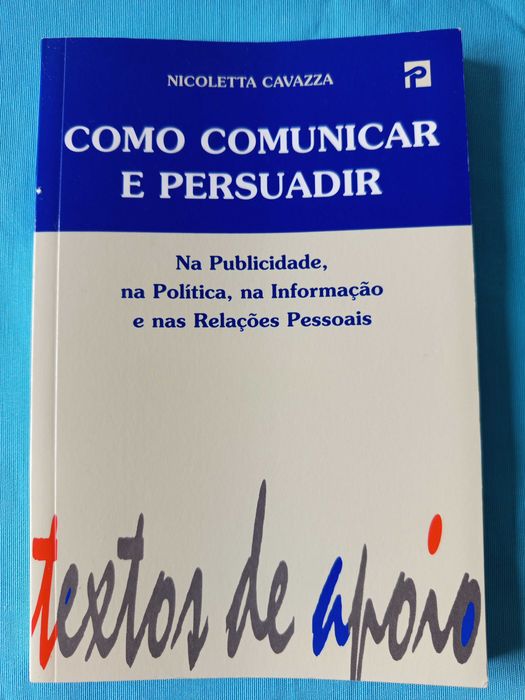 NICOLETTA CAVAZZA
P
COMO COMUNICAR
E PERSUADIR
Na Publicidade,
na Política, na Informação
e nas Relações Pessoais
textos de apoio